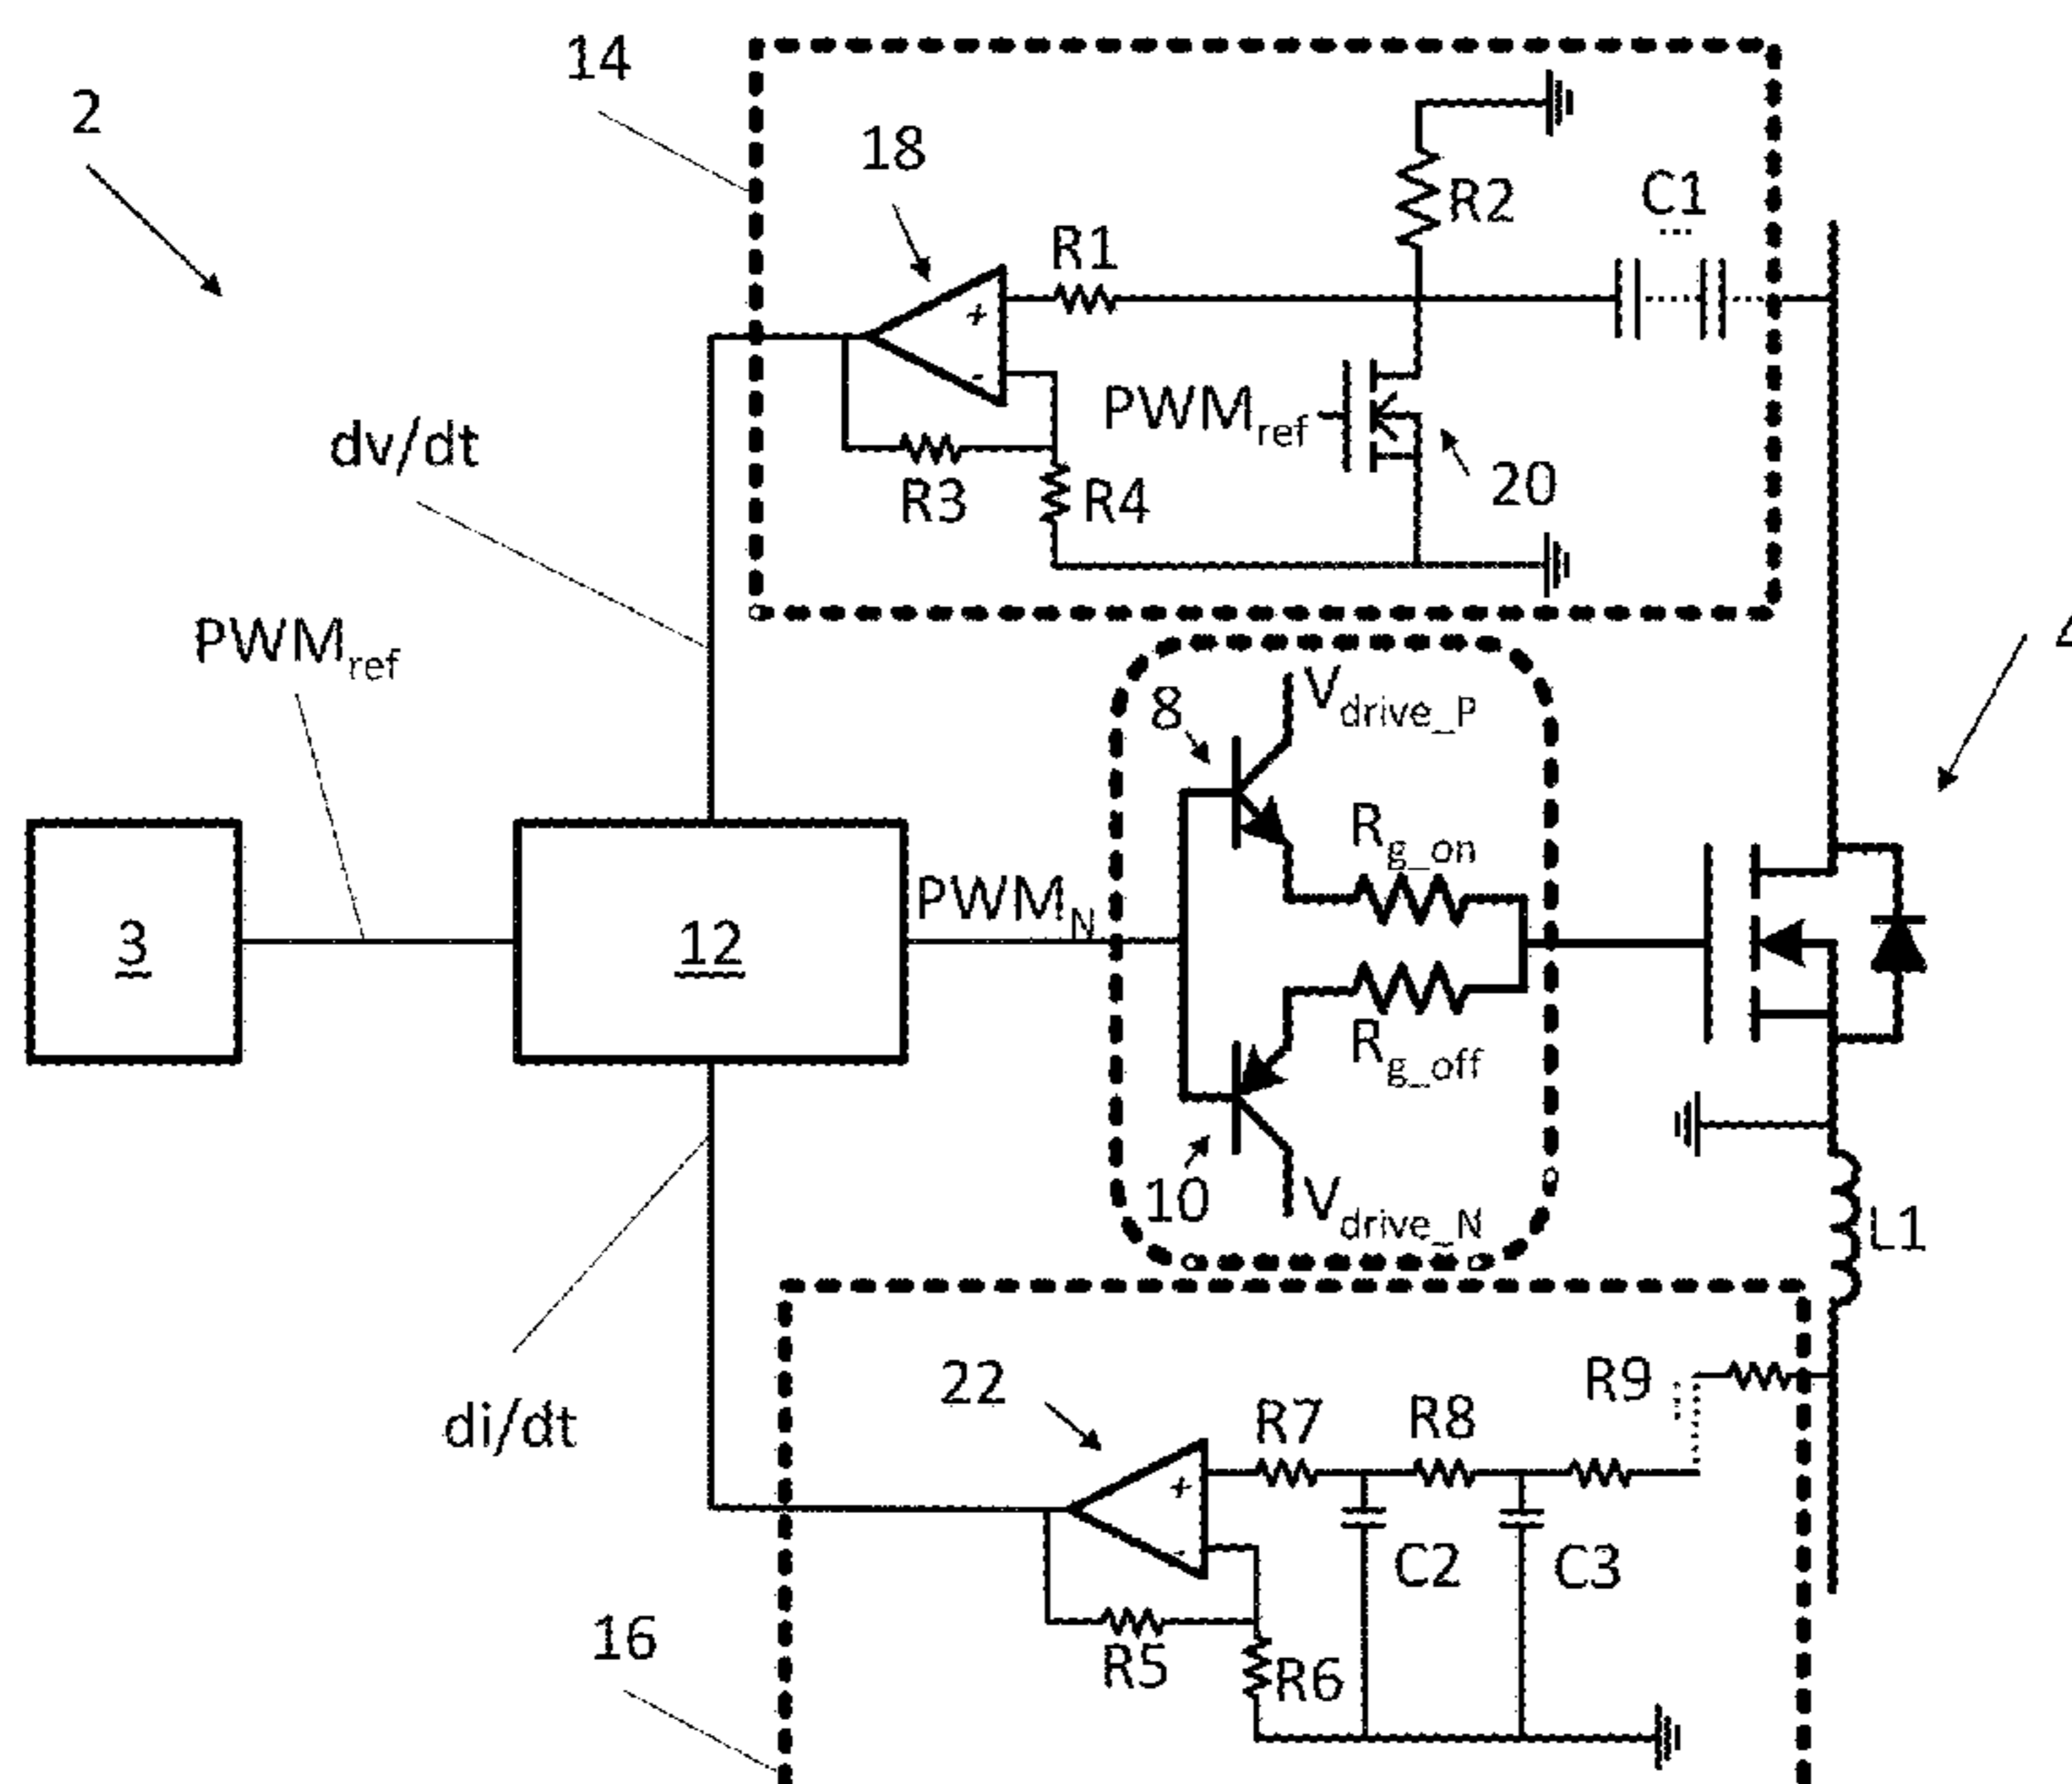 14
2
18
C1
R2
R1
+
-
PWMref
dv/dt
20
R3
R4
PWMref
4
8
Vdrive_P
Rg_on
3
12
PWMN
Rg_off
10
Vdrive_N
L1
22
R9
R7
R8
di/dt
+
-
C2
C3
16
R5
R6